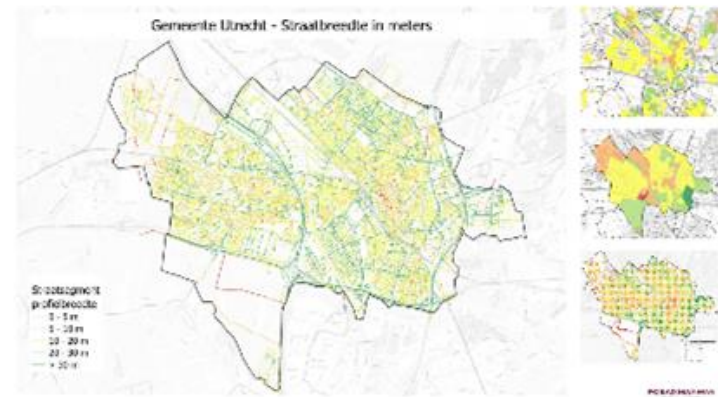 Gemeente Utrecht - Straatbreedte in meters
Straatsegment
profielbreedte
0 - 5 m
5 - 10 m
10 - 20 m
20 - 30 m
> 30 m